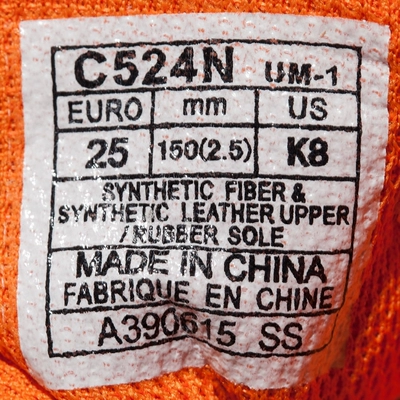 C524N UM-1
EURO mm US
25 150(2.5) K8
SYNTHETIC FIBER &
SYNTHETIC LEATHER UPPER
/RUBBER SOLE
MADE IN CHINA
FABRIQUE EN CHINE
A390615 SS